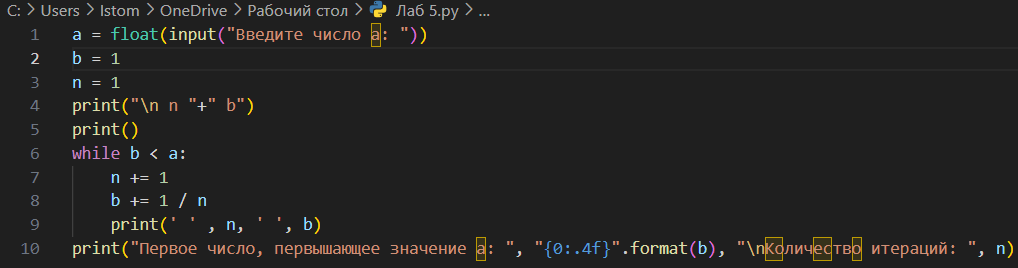 C: > Users > Istom > OneDrive > Рабочий стол > Лаб 5.py > ...
1 a = float(input("Введите число а: "))
2 b = 1
3 n = 1
4 print("\n n "+" b")
5 print()
6 while b < a:
7 n += 1
8 b += 1 / n
9 print(' ' , n, ' ', b)
10 print("Первое число, первышающее значение а: ", "{0:.4f}".format(b), "\nКоличество итераций: ", n)